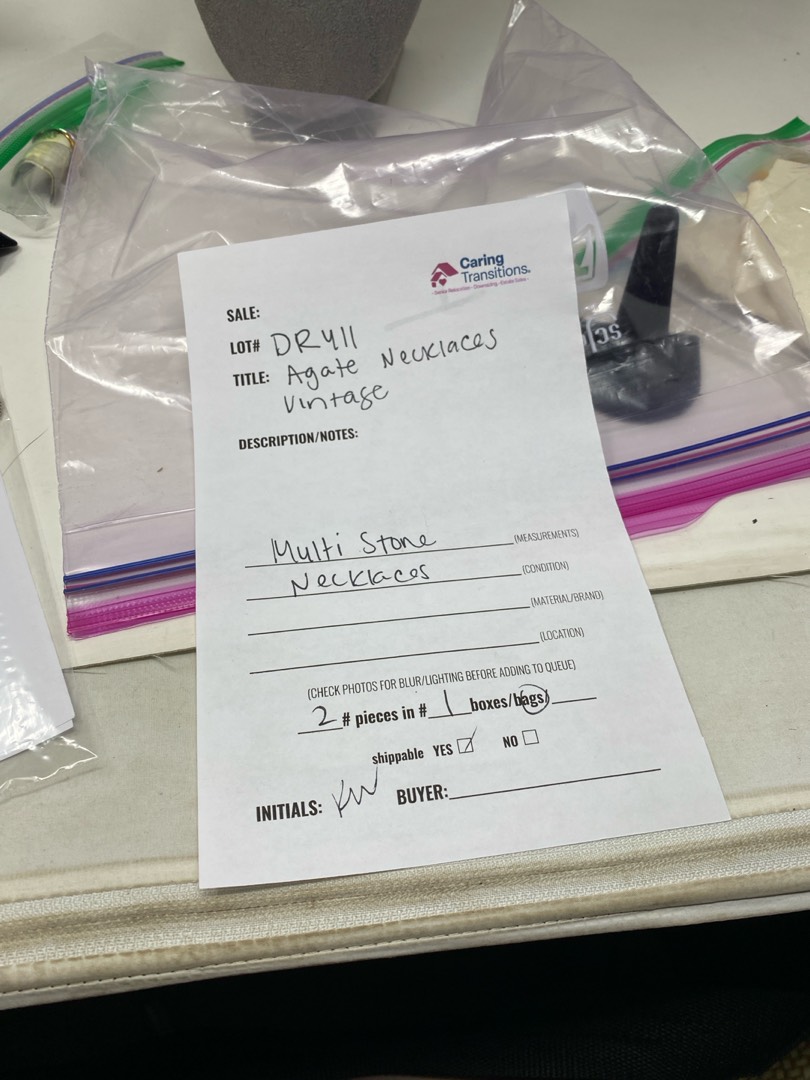 Caring
Transitions
SALE:
LOT# DR411
TITLE: Agate Necklaces
Vintage
DESCRIPTION/NOTES:
Multi Stone (MEASUREMENTS)
Necklaces (CONDITION)
(MATERIAL/BRAND)
(LOCATION)
(CHECK PHOTOS FOR BLUR/LIGHTING BEFORE ADDING TO QUEUE)
2 # pieces in # 1 boxes/bags/
shippable YES NO
INITIALS: KW BUYER: